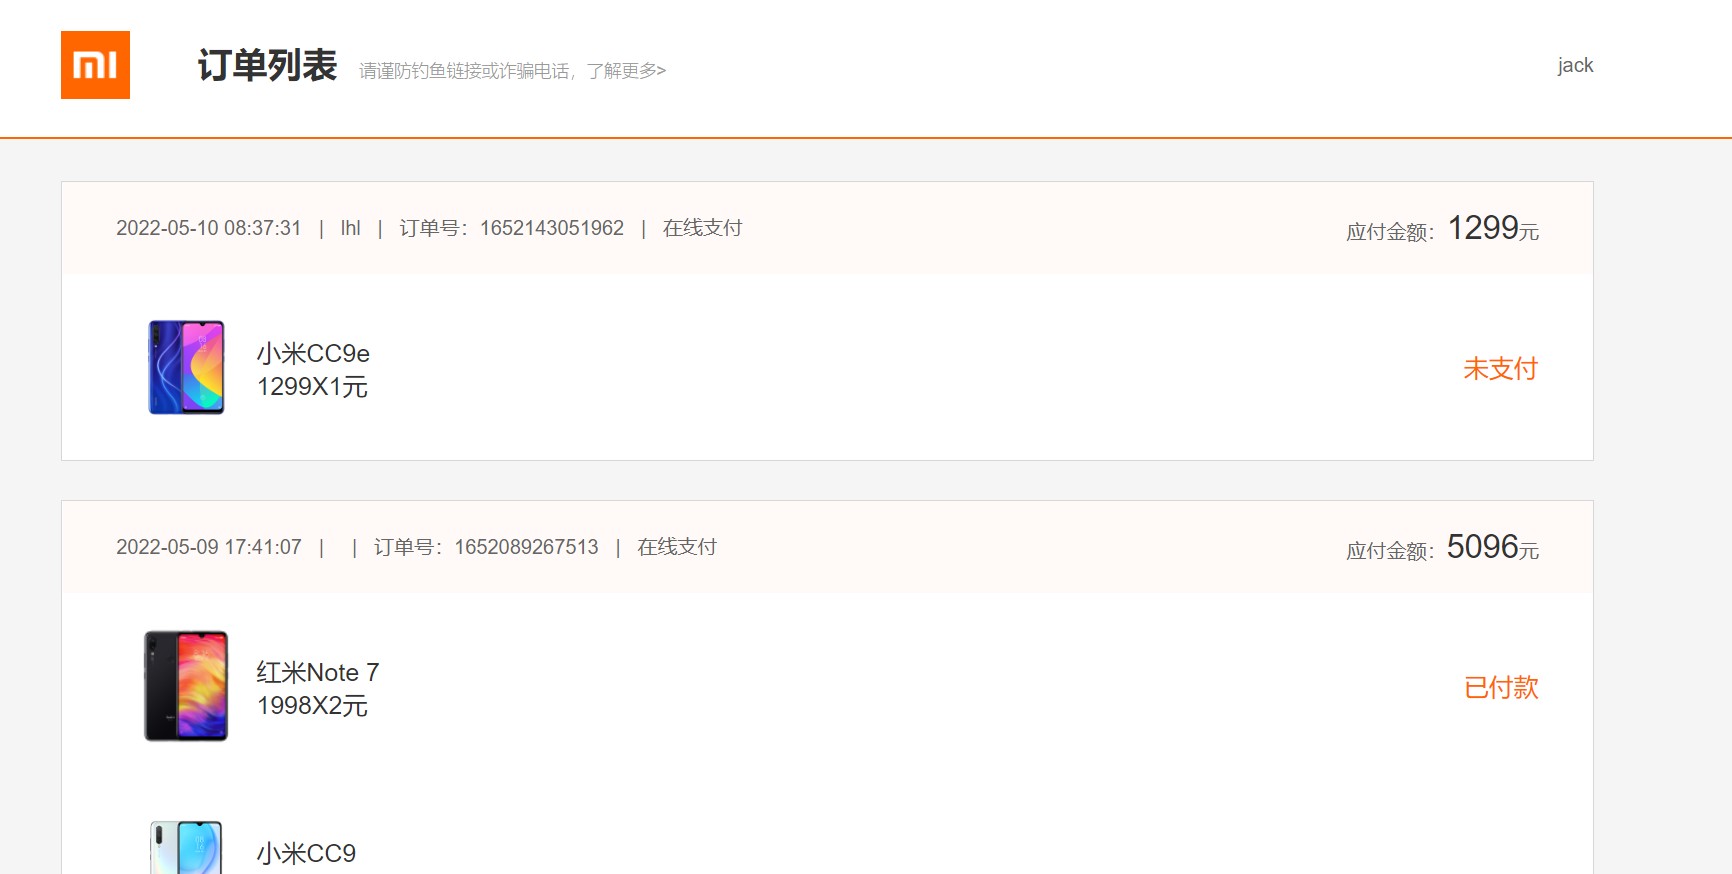 mi
订单列表 请谨防钓鱼链接或诈骗电话，了解更多>
jack
2022-05-10 08:37:31 | lhl | 订单号：1652143051962 | 在线支付
应付金额：1299元
小米CC9e
1299X1元
未支付
2022-05-09 17:41:07 | | 订单号：1652089267513 | 在线支付
应付金额：5096元
红米Note 7
1998X2元
已付款
小米CC9